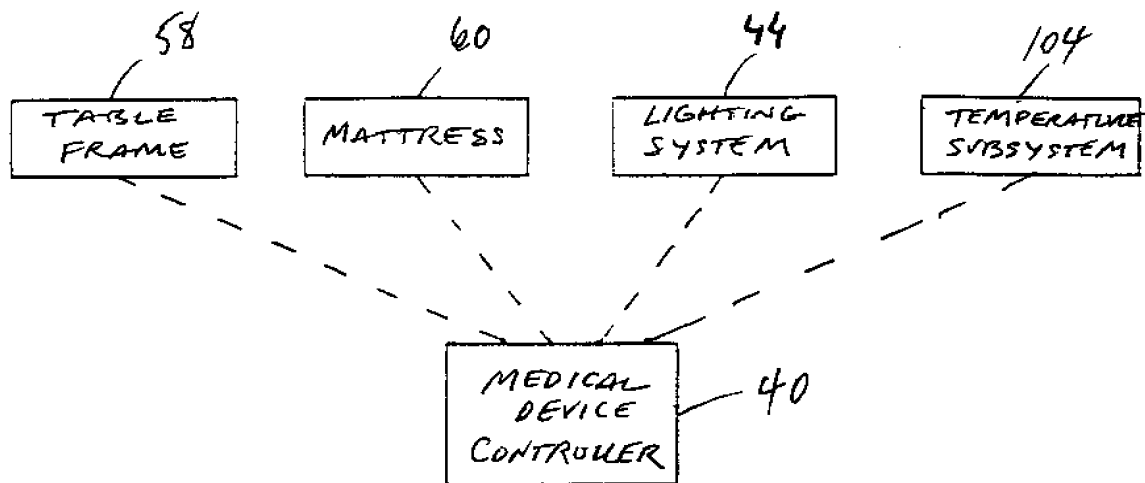 58 60 44 104
TABLE
FRAME
MATTRESS
LIGHTING
SYSTEM
TEMPERATURE
SUBSYSTEM
MEDICAL
DEVICE
CONTROLLER
40